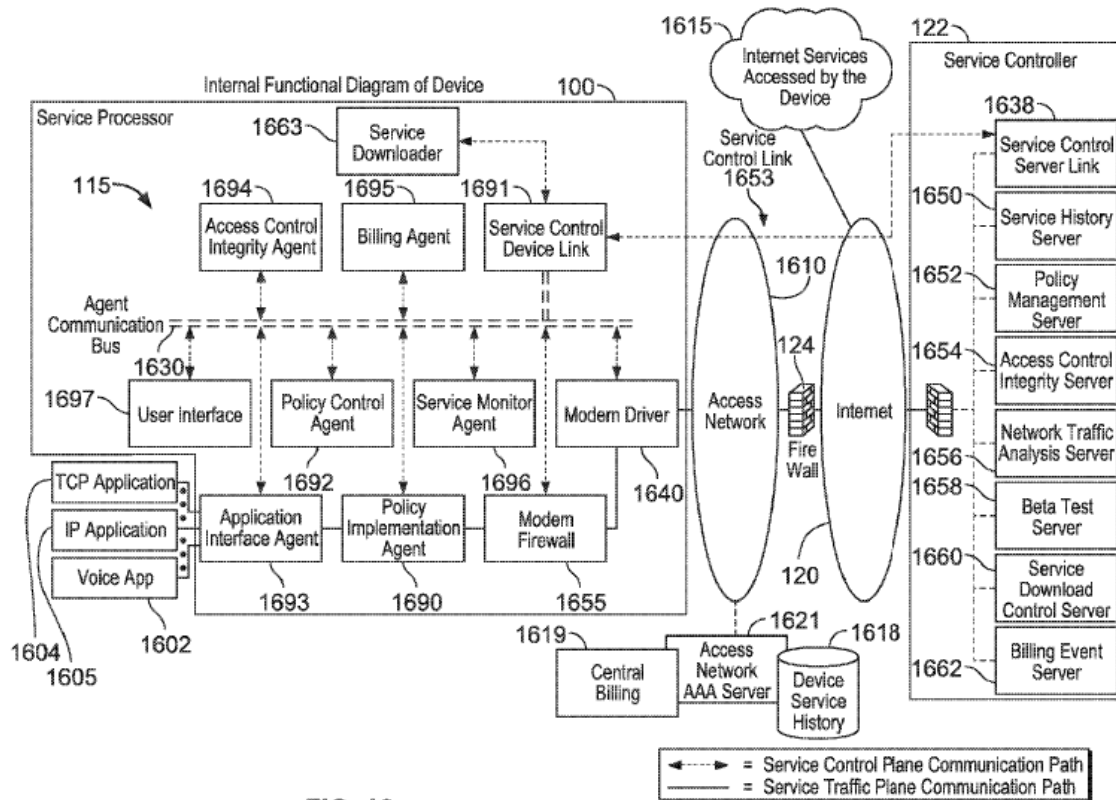 1615
Internet Services
Accessed by the
Device
122
Service Controller
Internal Functional Diagram of Device
100
Service Processor
1663
Service
Downloader
Service
Control Link
1653
1638
Service Control
Server Link
115
1694
Access Control
Integrity Agent
1695
Billing Agent
1691
Service Control
Device Link
1650
Service History
Server
1610
1652
Policy
Management
Server
Agent
Communication
Bus
1630
124
1654
Access Control
Integrity Server
1697
User Interface
Policy Control
Agent
Service Monitor
Agent
Modem Driver
Access
Network
Fire
Wall
Internet
1656
Network Traffic
Analysis Server
1692
1696
1640
1658
Beta Test
Server
TCP Application
IP Application
Voice App
Application
Interface Agent
Policy
Implementation
Agent
Modem
Firewall
1660
Service
Download
Control Server
1604
1605
1602
1693
1690
1655
120
1662
Billing Event
Server
1619
Central
Billing
1621
Access
Network
AAA Server
1618
Device
Service
History
= Service Control Plane Communication Path
= Service Traffic Plane Communication Path